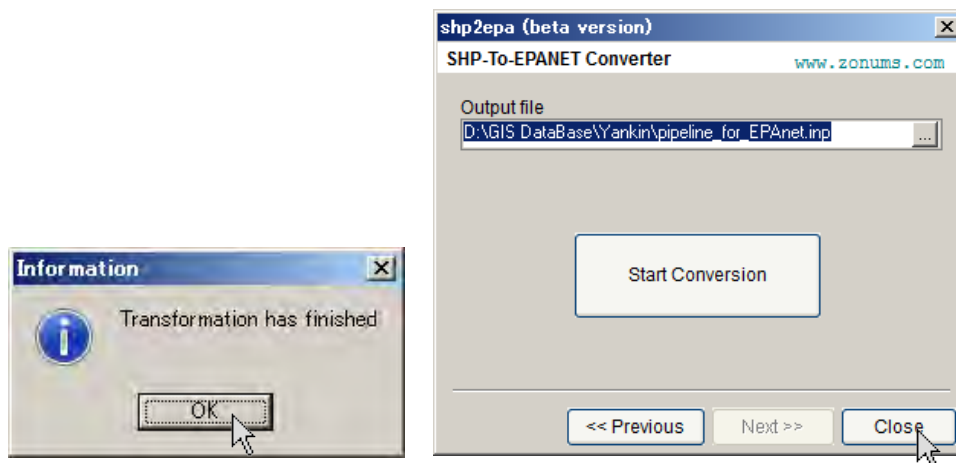 Information
Transformation has finished
OK
shp2epa (beta version)
SHP-To-EPANET Converter
www.zonums.com
Output file
D:\GIS DataBase\Yankin\pipeline_for_EPAnet.inp
...
Start Conversion
<< Previous
Next >>
Close